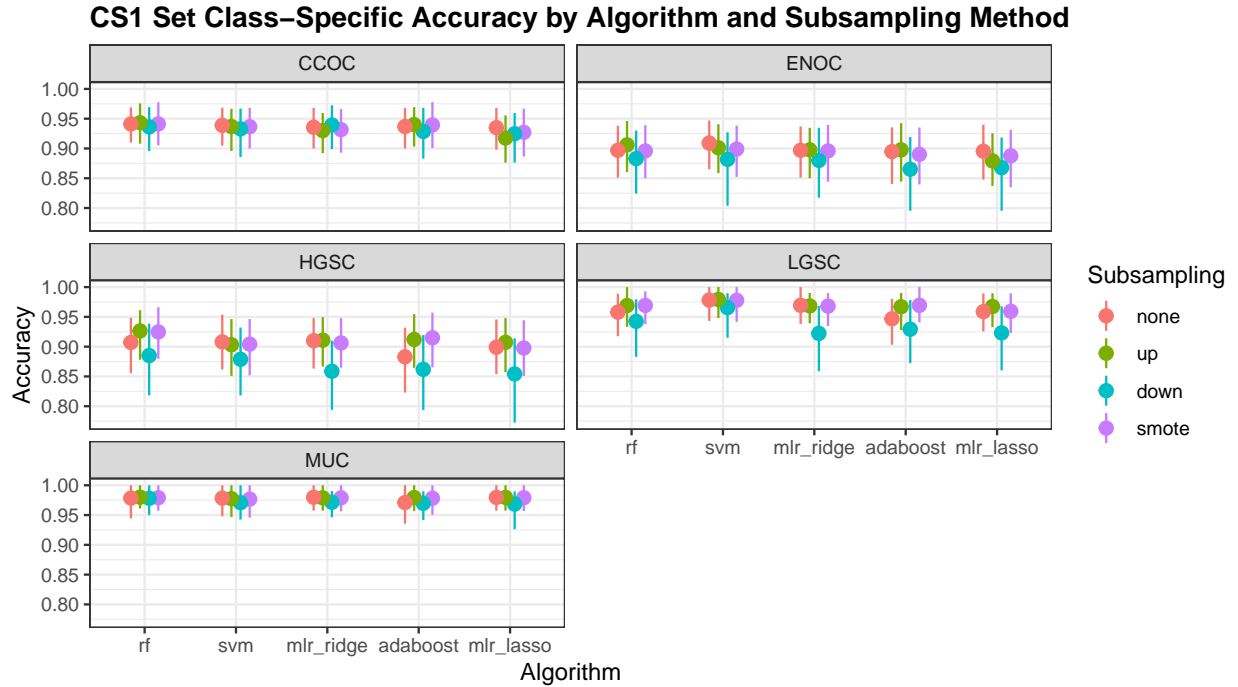 CS1 Set Class−Specific Accuracy by Algorithm and Subsampling Method
CCOC
ENOC
1.00
0.95
0.90
0.85
0.80
HGSC
LGSC
1.00
0.95
0.90
0.85
0.80
rf svm mlr_ridge adaboost mlr_lasso
MUC
1.00
0.95
0.90
0.85
0.80
rf svm mlr_ridge adaboost mlr_lasso
Algorithm
Accuracy
Subsampling
none
up
down
smote